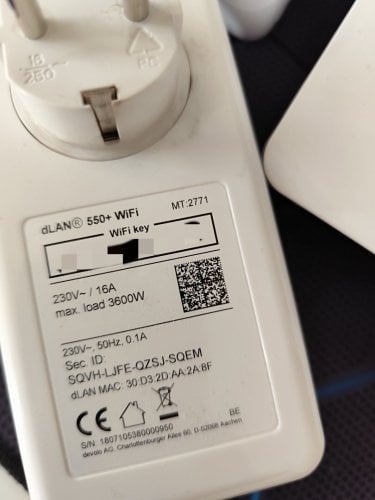 16
250
dLAN® 550+ WiFi
MT:2771
WiFi key
230V~ / 16A
max. load 3600W
230V~, 50Hz, 0.1A
Sec. ID:
SQVH-LJFE-QZSJ-SQEM
dLAN MAC: 30:D3:2D:AA:2A:8F
CE
BE
S/N: 1807105360000950
devolo AG, Charlottenburger Allee 60, D-52068 Aachen